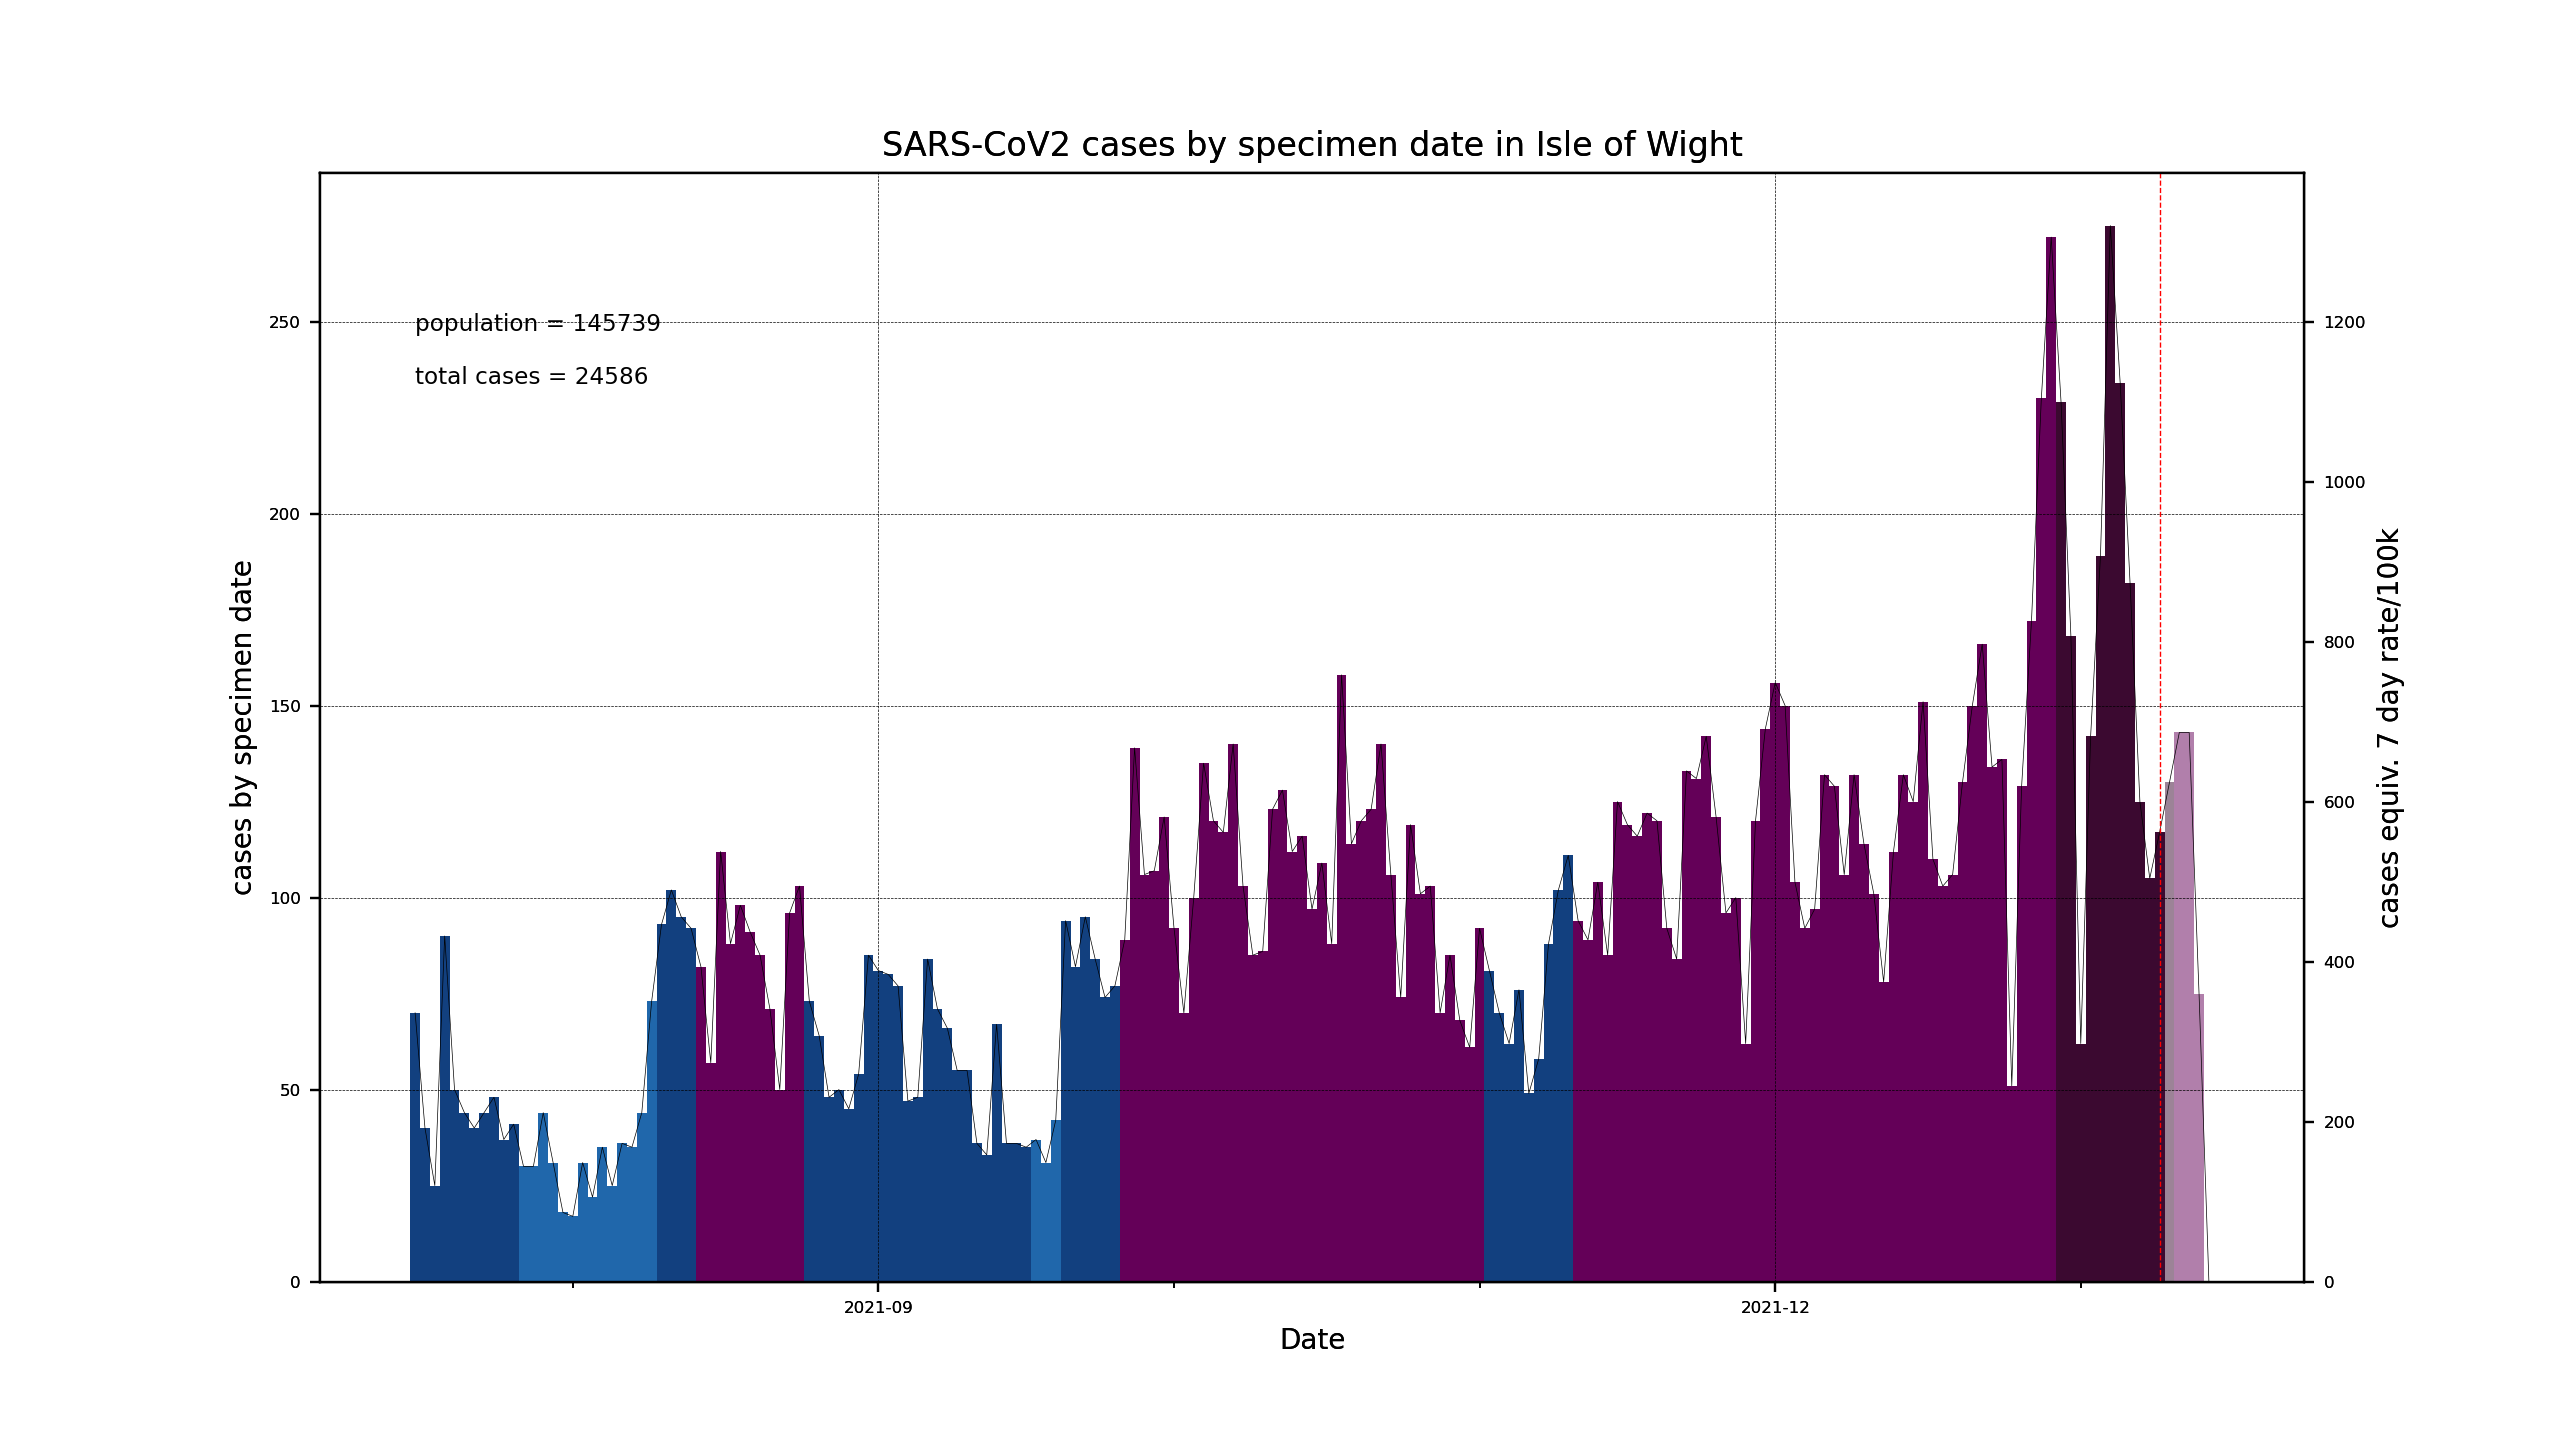 SARS-CoV2 cases by specimen date in Isle of Wight
population = 145739
total cases = 24586
cases by specimen date
250
200
150
100
50
0
1200
1000
800
600
400
200
0
cases equiv. 7 day rate/100k
2021-09
2021-12
Date